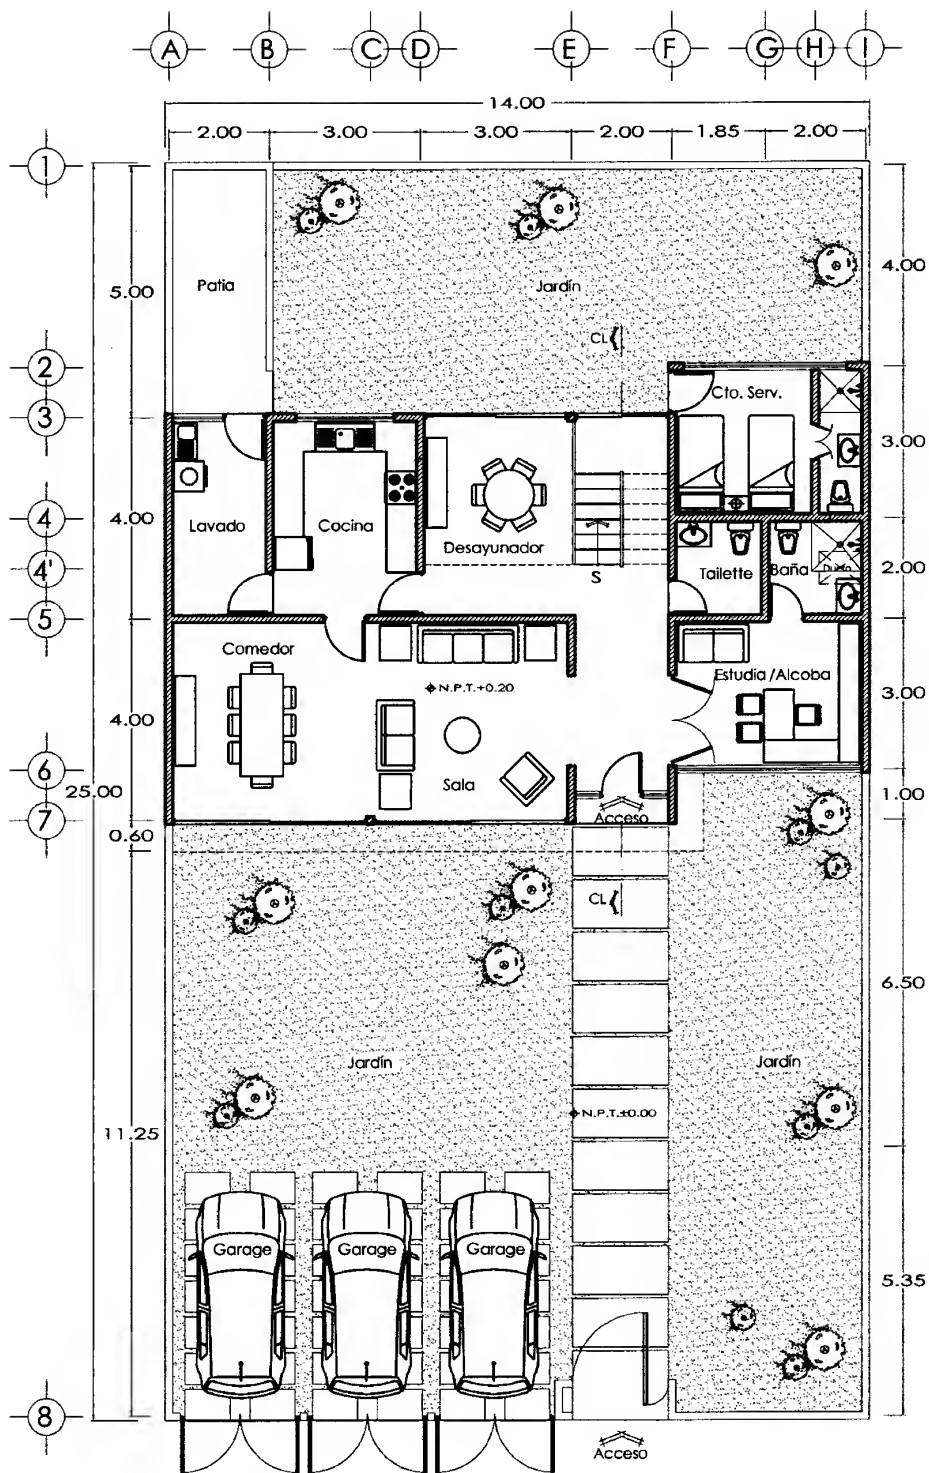 A B C D E F G H I
14.00
2.00 3.00 3.00 2.00 1.85 2.00
1
4.00
5.00
Patia
Jardín
CL
2
Cto. Serv.
3
3.00
4
4.00
Lavado
Cocina
Desayunador
4'
S
Tailette
Baña
Ducto
2.00
5
Comedor
N.P.T.+0.20
Estudia/Alcoba
3.00
4.00
6
Sala
25.00
1.00
7
Acceso
0.60
CL
6.50
Jardín
Jardín
N.P.T.±0.00
11.25
Garage Garage Garage
5.35
8
Acceso